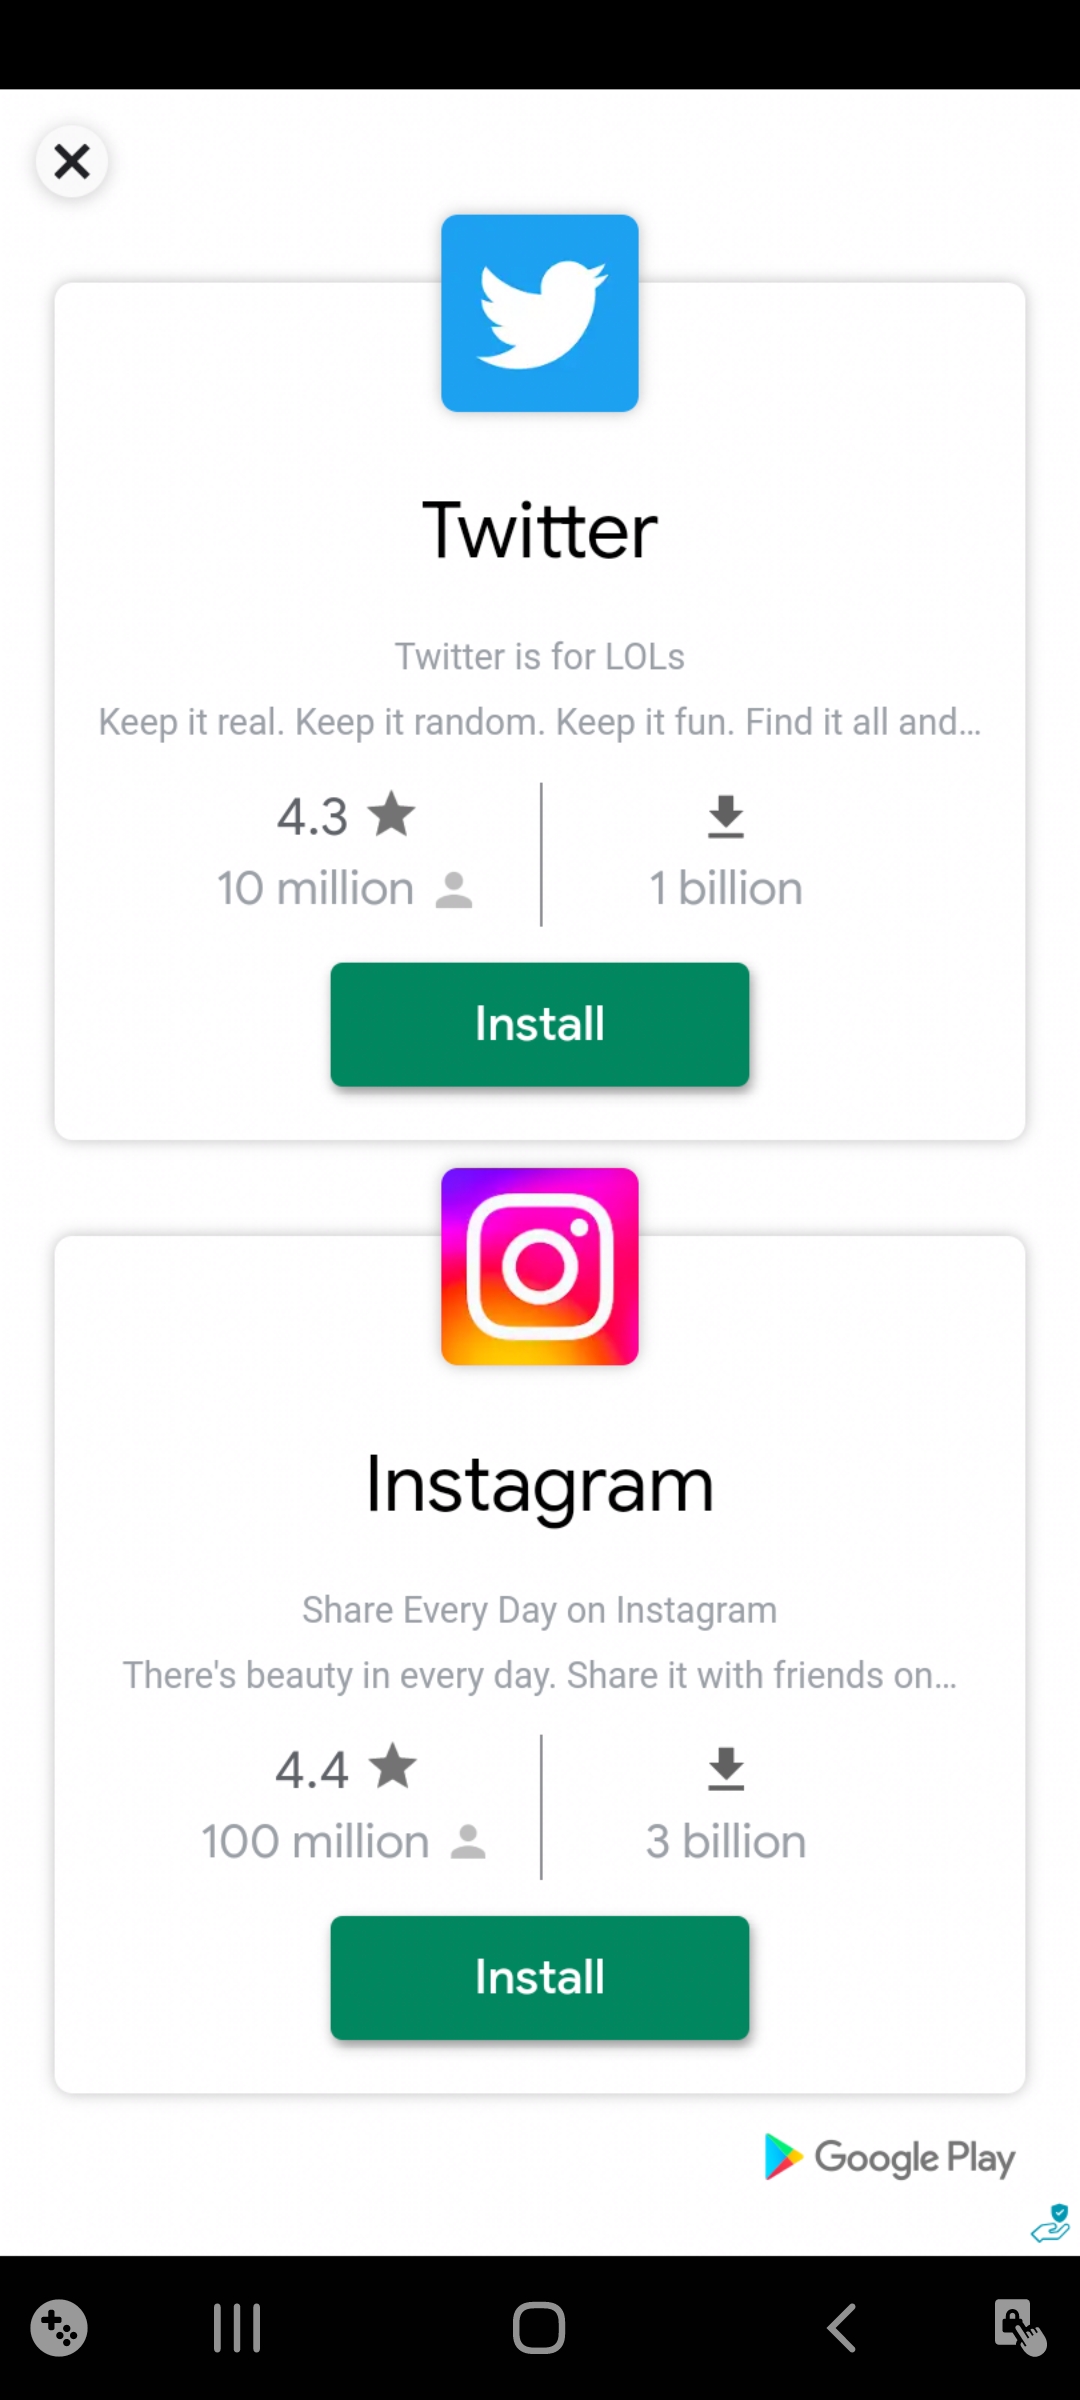 Twitter
Twitter is for LOLs
Keep it real. Keep it random. Keep it fun. Find it all and...
4.3
10 million
1 billion
Install
Instagram
Share Every Day on Instagram
There's beauty in every day. Share it with friends on...
4.4
100 million
3 billion
Install
Google Play